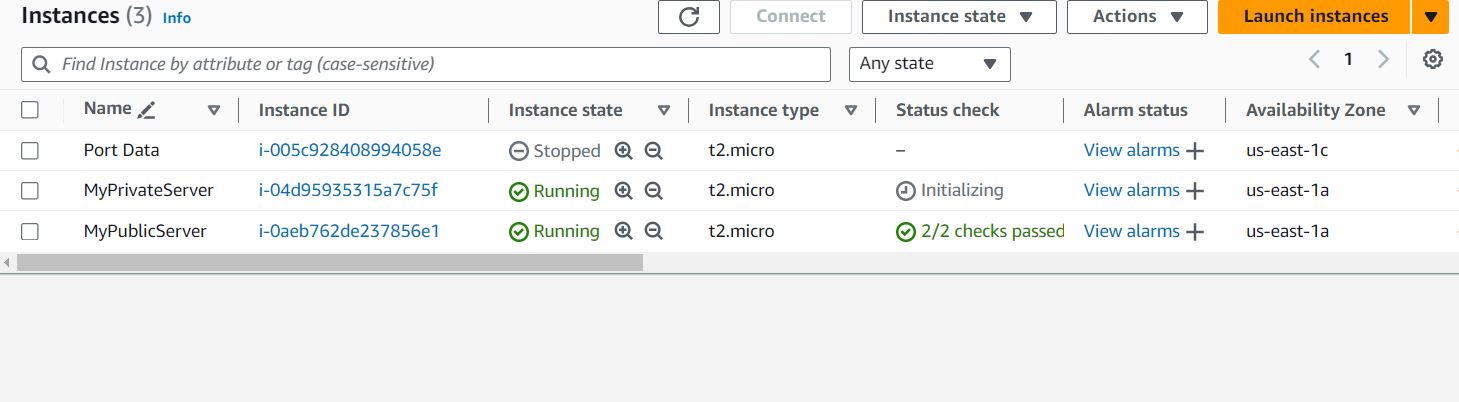 Instances (3) Info Connect Instance state Actions Launch instances
Find Instance by attribute or tag (case-sensitive) Any state 1
Name Instance ID Instance state Instance type Status check Alarm status Availability Zone
Port Data i-005c928408994058e Stopped t2.micro – View alarms us-east-1c
MyPrivateServer i-04d95935315a7c75f Running t2.micro Initializing View alarms us-east-1a
MyPublicServer i-0aeb762de237856e1 Running t2.micro 2/2 checks passed View alarms us-east-1a